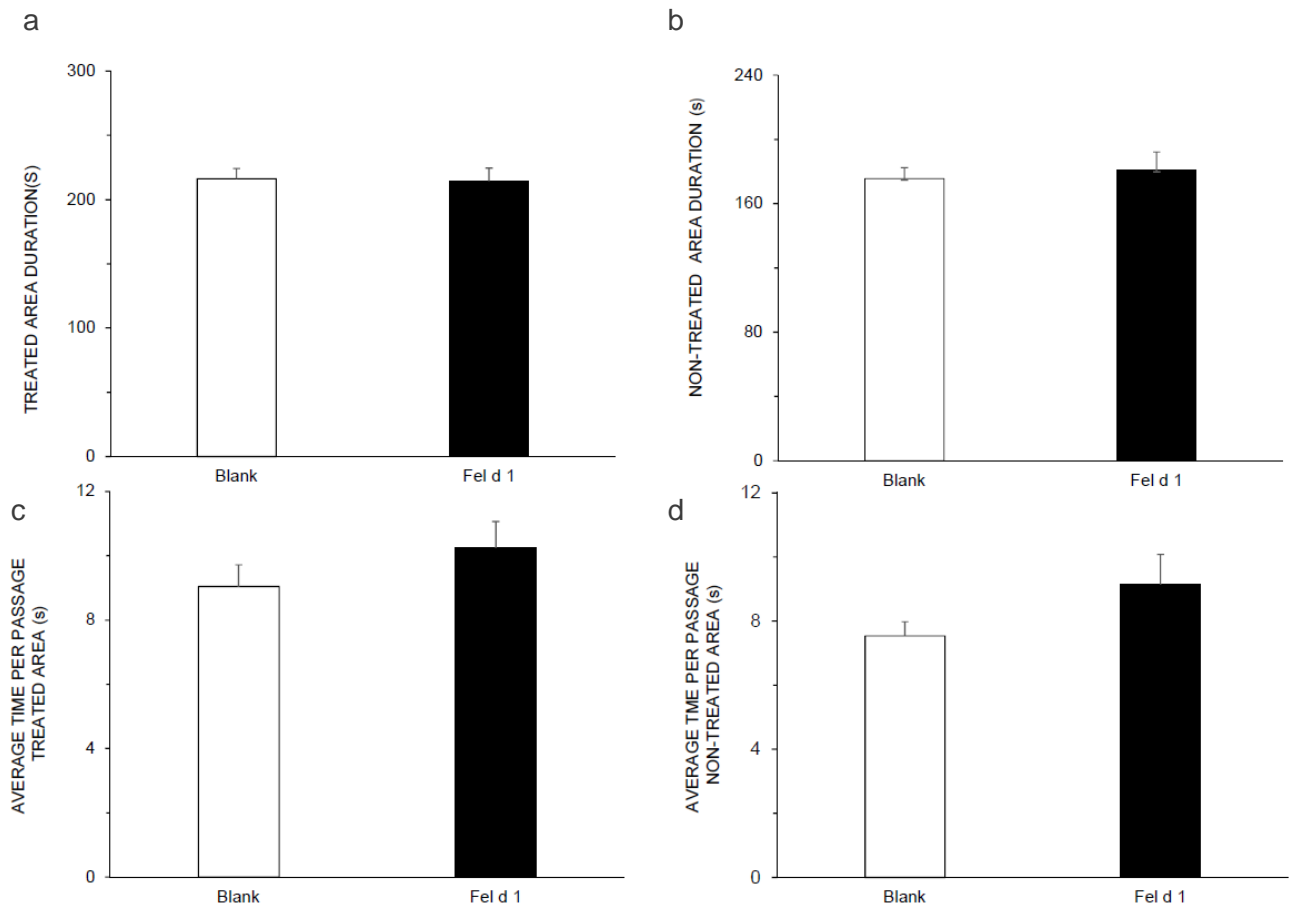 a
TREATED AREA DURATION(S)
300
200
100
0
Blank
Fel d 1
b
NON-TREATED AREA DURATION (s)
240
160
80
0
Blank
Fel d 1
c
AVERAGE TIME PER PASSAGE
TREATED AREA (s)
12
8
4
0
Blank
Fel d 1
d
AVERAGE TME PER PASSAGE
NON-TREATED AREA (s)
12
8
4
0
Blank
Fel d 1